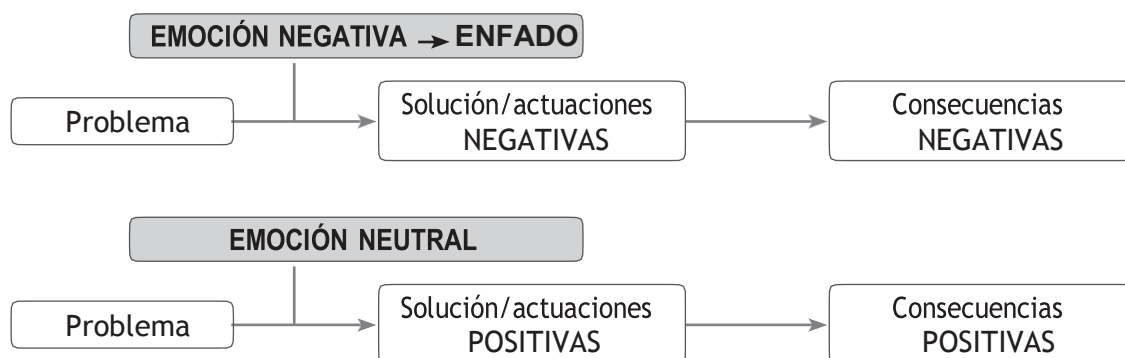 EMOCIÓN NEGATIVA → ENFADO
Problema
Solución/actuaciones
NEGATIVAS
Consecuencias
NEGATIVAS
EMOCIÓN NEUTRAL
Problema
Solución/actuaciones
POSITIVAS
Consecuencias
POSITIVAS